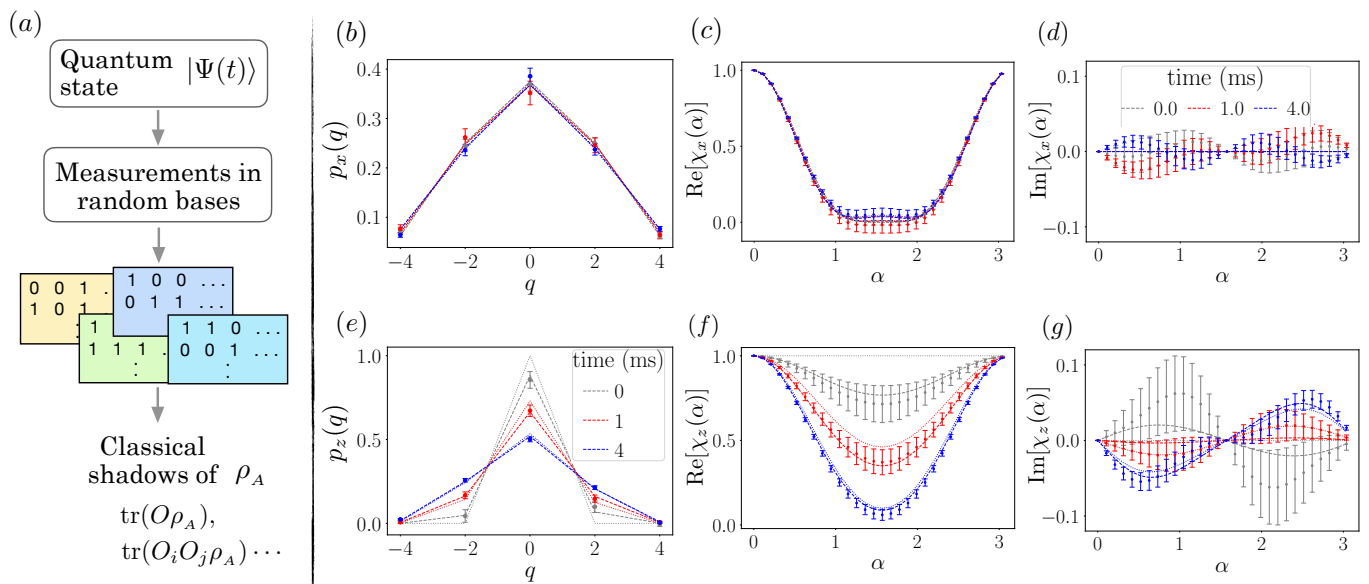 (a)
Quantum state |Ψ(t)⟩
Measurements in
random bases
0 0 1 .
1 0 1 .
:
1 0 0 ...
0 1 1 ...
1
1 1 1 .
:
1 1 0 ...
0 0 1 ...
:
Classical
shadows of ρ_A
tr(Oρ_A),
tr(O_iO_jρ_A)···
(b)
p_x(q)
0.4
0.3
0.2
0.1
−4 −2 0 2 4
q
(c)
Re[χ_x(α)]
1.0
0.5
0.0
0 1 2 3
α
(d)
Im[χ_x(α)]
0.1
0.0
−0.1
time (ms)
0.0 1.0 4.0
0 1 2 3
α
(e)
p_z(q)
1.0
0.5
0.0
time (ms)
0
1
4
−4 −2 0 2 4
q
(f)
Re[χ_z(α)]
1.0
0.5
0.0
0 1 2 3
α
(g)
Im[χ_z(α)]
0.1
0.0
−0.1
0 1 2 3
α